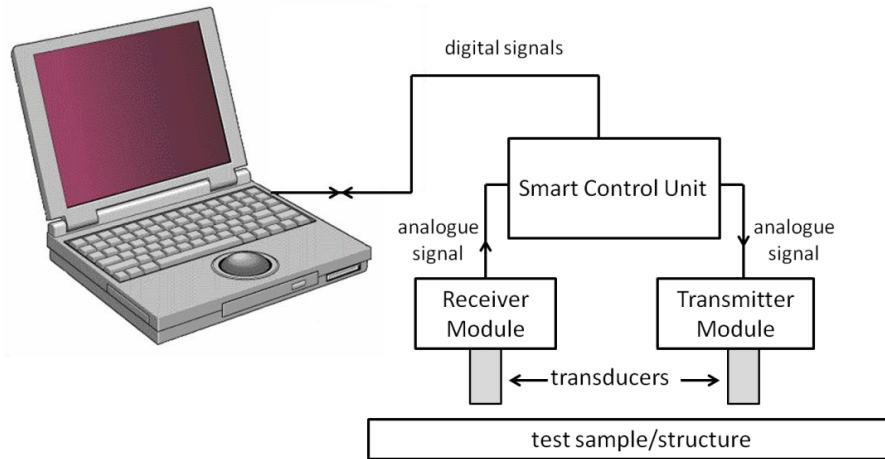 digital signals
Smart Control Unit
analogue
signal
analogue
signal
Receiver
Module
Transmitter
Module
transducers
test sample/structure